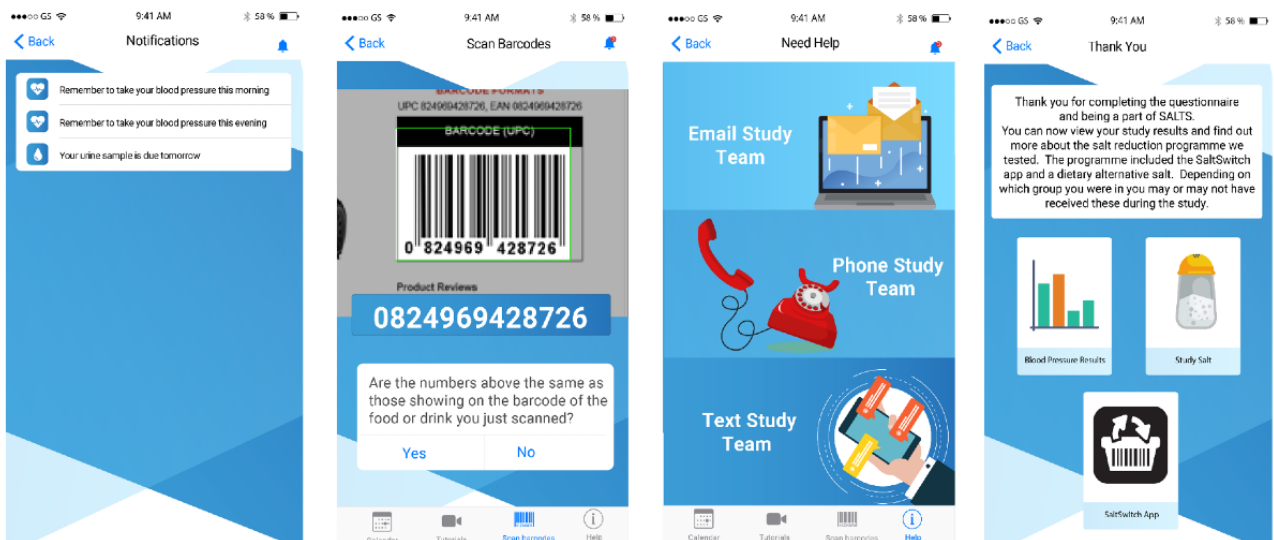 GS 9:41 AM 58 %
Back Notifications
Remember to take your blood pressure this morning
Remember to take your blood pressure this evening
Your urine sample is due tomorrow
GS 9:41 AM 58 %
Back Scan Barcodes
BARCODE FORMATS
UPC 824969428726, EAN 0824969428726
BARCODE (UPC)
0 824969 428726
Product Reviews
0824969428726
Are the numbers above the same as
those showing on the barcode of the
food or drink you just scanned?
Yes No
Calendar Tutorials Scan barcodes Help
GS 9:41 AM 58 %
Back Need Help
Email Study
Team
Phone Study
Team
Text Study
Team
Calendar Tutorials Scan barcodes Help
GS 9:41 AM 58 %
Back Thank You
Thank you for completing the questionnaire
and being a part of SALTS.
You can now view your study results and find out
more about the salt reduction programme we
tested. The programme included the SaltSwitch
app and a dietary alternative salt. Depending on
which group you were in you may or may not have
received these during the study.
Blood Pressure Results
Study Salt
SaltSwitch App